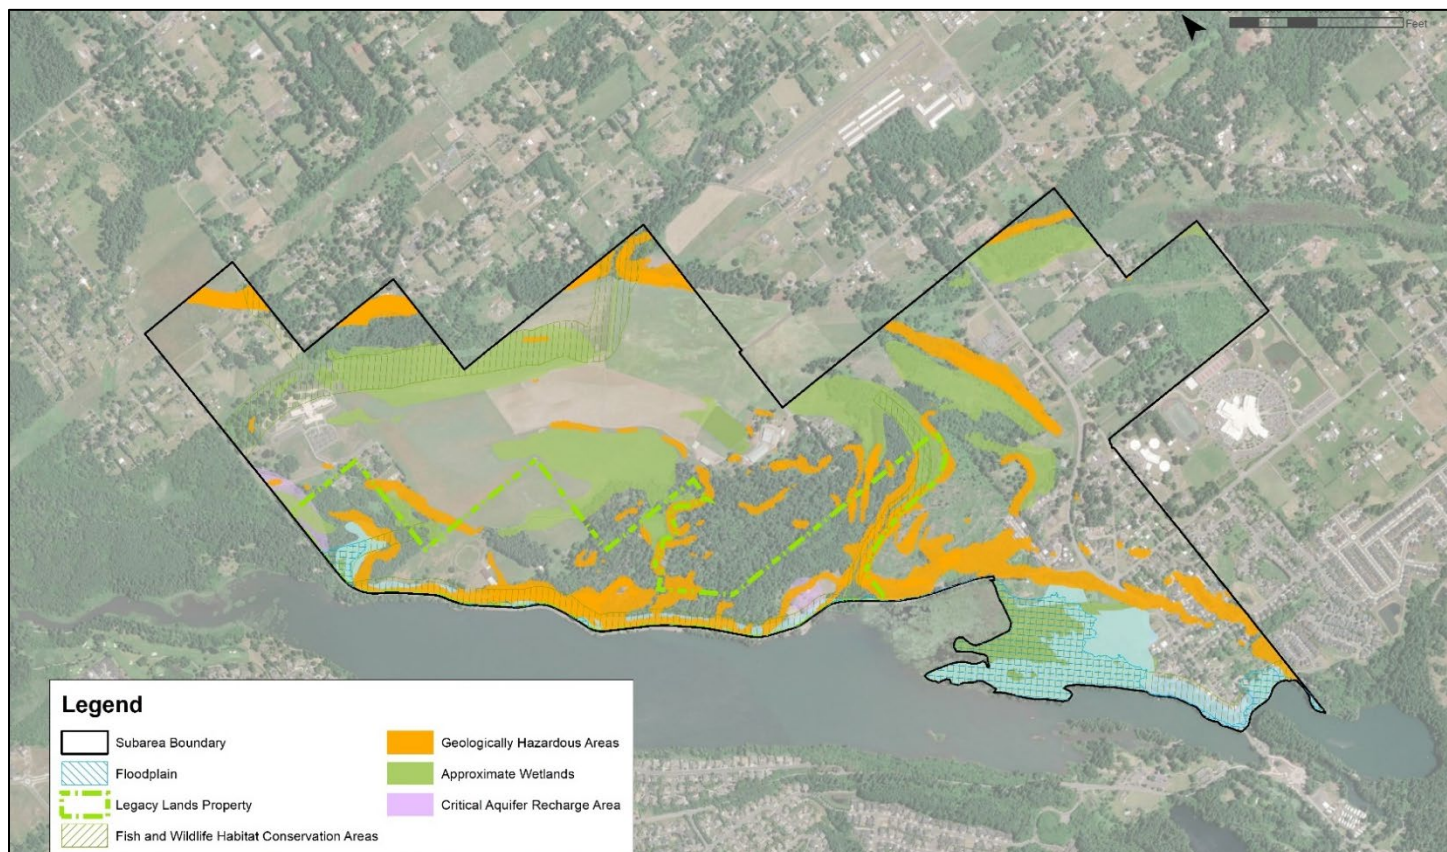 Feet
Legend
Subarea Boundary
Floodplain
Legacy Lands Property
Fish and Wildlife Habitat Conservation Areas
Geologically Hazardous Areas
Approximate Wetlands
Critical Aquifer Recharge Area